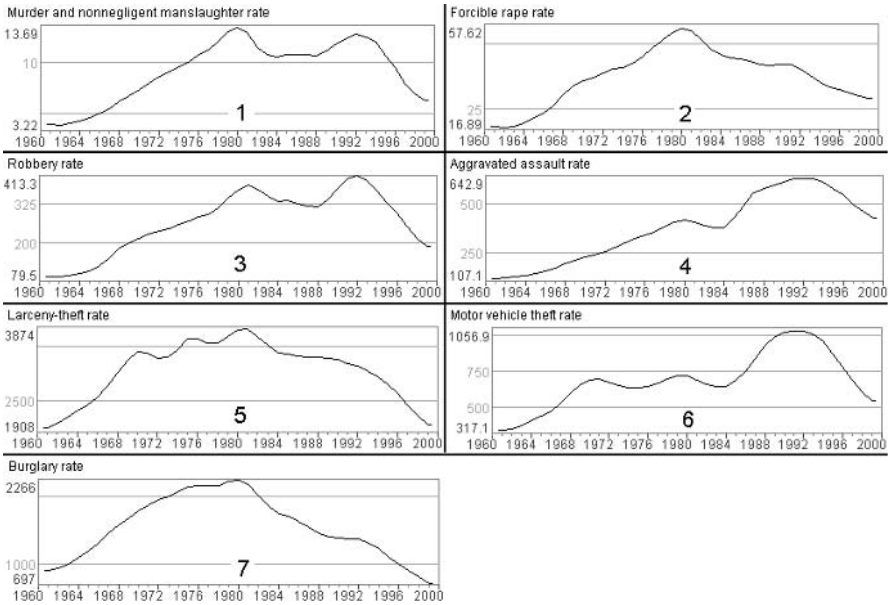 Murder and nonnegligent manslaughter rate
13.69
10
1
3.22
1960 1964 1968 1972 1976 1980 1984 1988 1992 1996 2000
Forcible rape rate
57.62
25
2
16.89
1960 1964 1968 1972 1976 1980 1984 1988 1992 1996 2000
Robbery rate
413.3
325
200
3
79.5
1960 1964 1968 1972 1976 1980 1984 1988 1992 1996 2000
Aggravated assault rate
642.9
500
250
4
107.1
1960 1964 1968 1972 1976 1980 1984 1988 1992 1996 2000
Larceny-theft rate
3874
2500
5
1908
1960 1964 1968 1972 1976 1980 1984 1988 1992 1996 2000
Motor vehicle theft rate
1056.9
750
500
6
317.1
1960 1964 1968 1972 1976 1980 1984 1988 1992 1996 2000
Burglary rate
2266
1000
7
697
1960 1964 1968 1972 1976 1980 1984 1988 1992 1996 2000